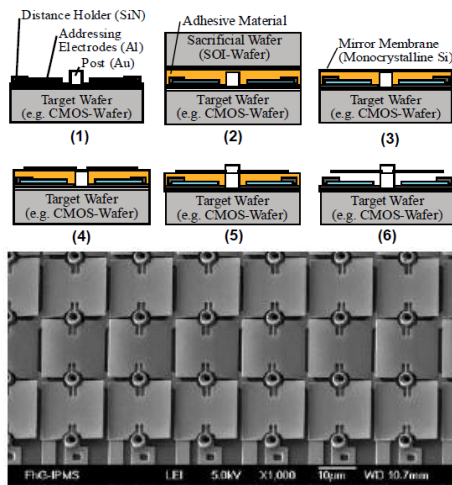 Distance Holder (SiN)
Addressing
Electrodes (Al)
Post (Au)
Target Wafer
(e.g. CMOS-Wafer)
(1)
Adhesive Material
Sacrificial Wafer
(SOI-Wafer)
Target Wafer
(e.g. CMOS-Wafer)
(2)
Mirror Membrane
(Monocrystalline Si)
Target Wafer
(e.g. CMOS-Wafer)
(3)
Target Wafer
(e.g. CMOS-Wafer)
(4)
Target Wafer
(e.g. CMOS-Wafer)
(5)
Target Wafer
(e.g. CMOS-Wafer)
(6)
FhG-IPMS LEI 5.0kV X1,000 10µm WD 10.7mm